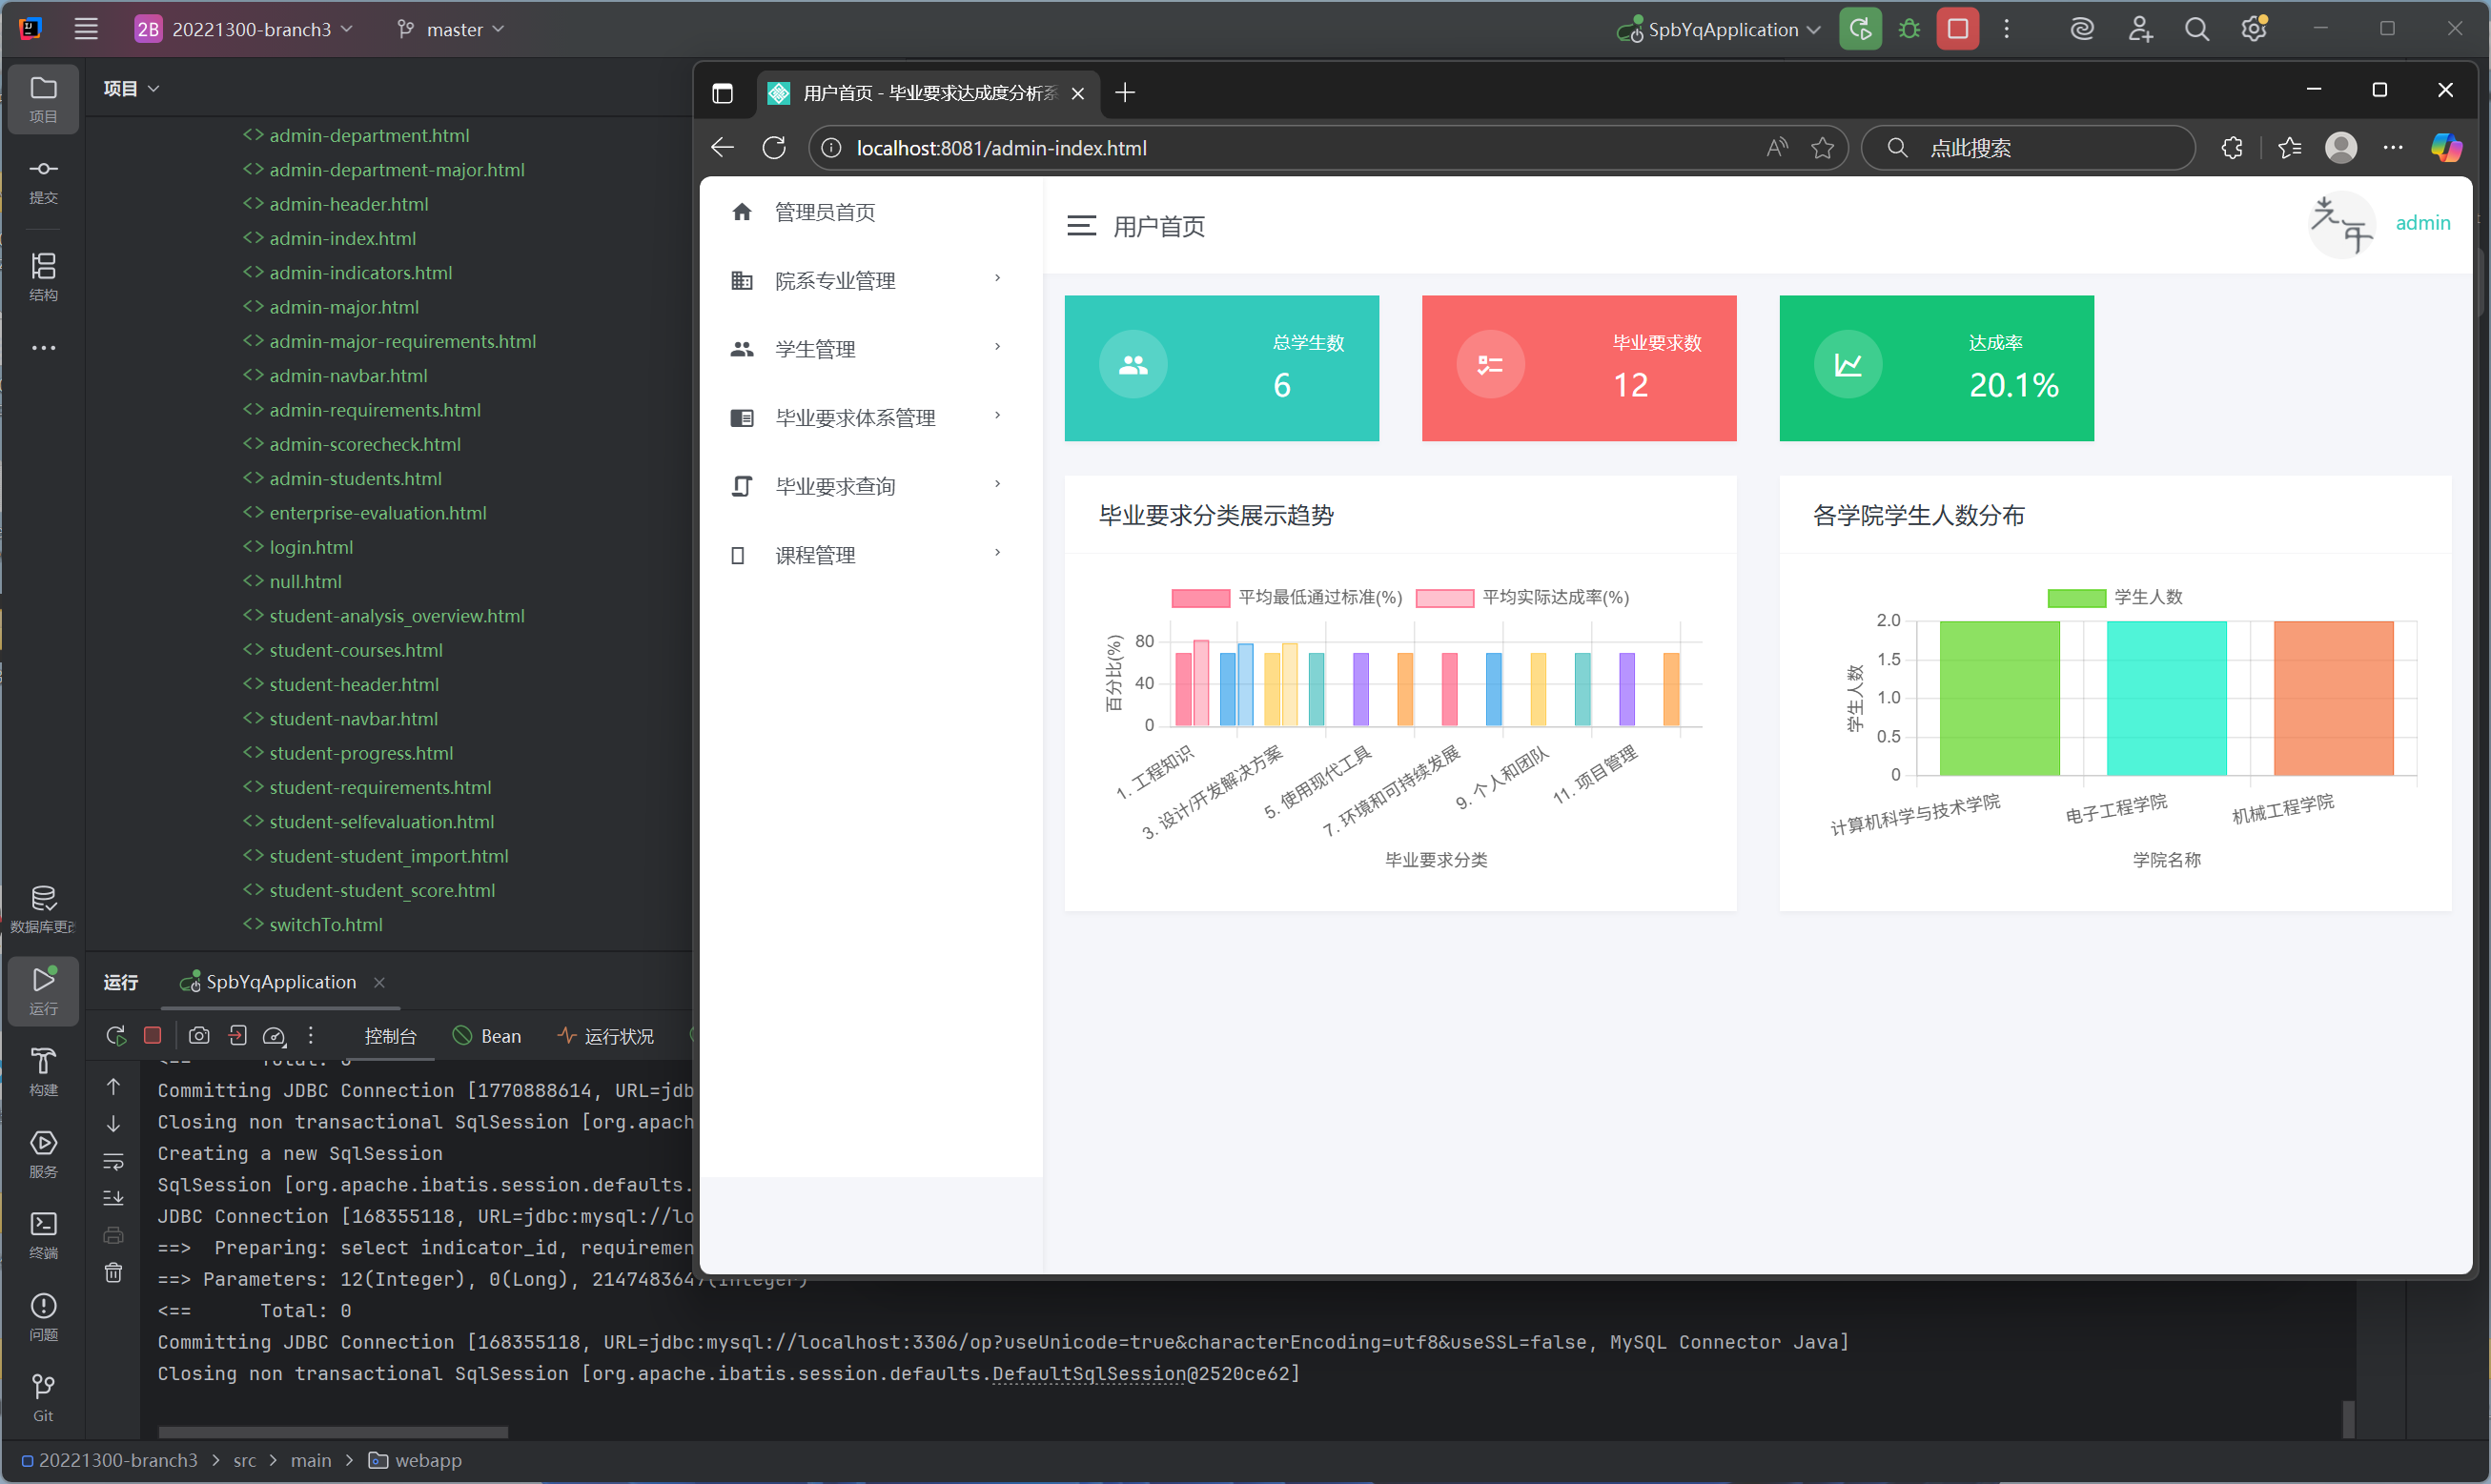 2B 20221300-branch3 master SpbYqApplication
项目
项目
提交
结构
数据库更改
运行
构建
服务
终端
问题
Git
admin-department.html
admin-department-major.html
admin-header.html
admin-index.html
admin-indicators.html
admin-major.html
admin-major-requirements.html
admin-navbar.html
admin-requirements.html
admin-scorecheck.html
admin-students.html
enterprise-evaluation.html
login.html
null.html
student-analysis_overview.html
student-courses.html
student-header.html
student-navbar.html
student-progress.html
student-requirements.html
student-selfevaluation.html
student-student_import.html
student-student_score.html
switchTo.html
用户首页 - 毕业要求达成度分析系
localhost:8081/admin-index.html
点此搜索
管理员首页
院系专业管理
学生管理
毕业要求体系管理
毕业要求查询
课程管理
用户首页
admin
总学生数
6
毕业要求数
12
达成率
20.1%
毕业要求分类展示趋势
平均最低通过标准(%) 平均实际达成率(%)
百分比(%)
80
40
0
1. 工程知识
3. 设计/开发解决方案
5. 使用现代工具
7. 环境和可持续发展
9. 个人和团队
11. 项目管理
毕业要求分类
各学院学生人数分布
学生人数
学生人数
2.0
1.5
1.0
0.5
0
计算机科学与技术学院
电子工程学院
机械工程学院
学院名称
运行 SpbYqApplication
控制台 Bean 运行状况
<== Total: 0
Committing JDBC Connection [1770888614, URL=jdb
Closing non transactional SqlSession [org.apach
Creating a new SqlSession
SqlSession [org.apache.ibatis.session.defaults.
JDBC Connection [168355118, URL=jdbc:mysql://lo
==> Preparing: select indicator_id, requiremen
==> Parameters: 12(Integer), 0(Long), 2147483647(Integer)
<== Total: 0
Committing JDBC Connection [168355118, URL=jdbc:mysql://localhost:3306/op?useUnicode=true&characterEncoding=utf8&useSSL=false, MySQL Connector Java]
Closing non transactional SqlSession [org.apache.ibatis.session.defaults.DefaultSqlSession@2520ce62]
20221300-branch3 > src > main > webapp